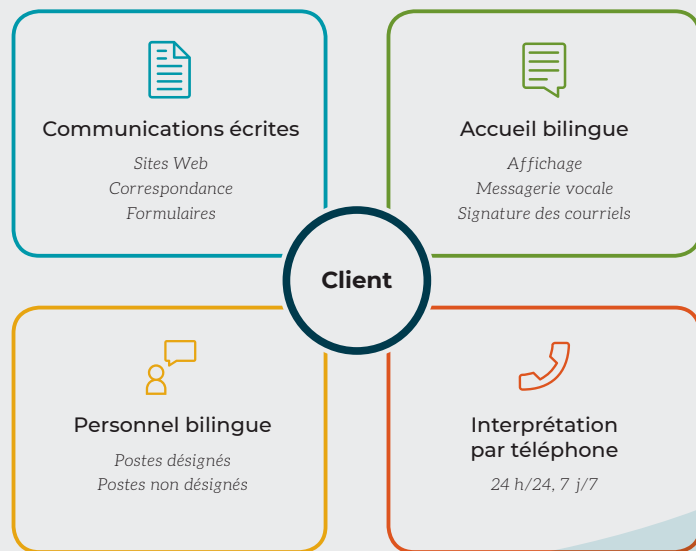 Communications écrites
Sites Web
Correspondance
Formulaires
Accueil bilingue
Affichage
Messagerie vocale
Signature des courriels
Client
Personnel bilingue
Postes désignés
Postes non désignés
Interprétation
par téléphone
24 h/24, 7 j/7